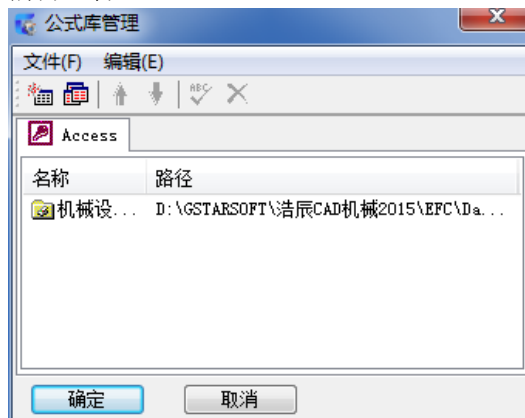 公式库管理
文件(F) 编辑(E)
ABC
Access
名称 路径
机械设... D:\GSTARSOFT\浩辰CAD机械2015\EFC\Da...
确定 取消